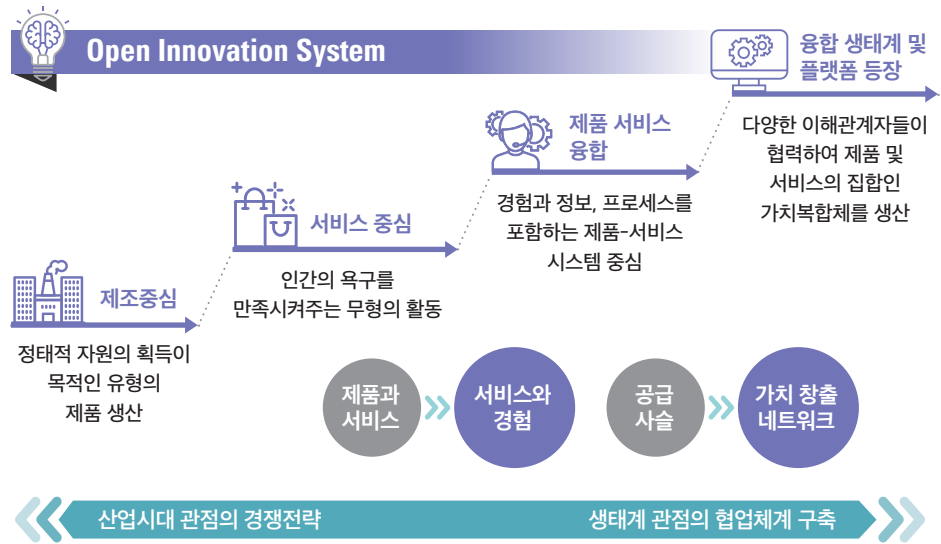 Open Innovation System
융합 생태계 및
플랫폼 등장
다양한 이해관계자들이
협력하여 제품 및
서비스의 집합인
가치복합체를 생산
제품 서비스
융합
경험과 정보, 프로세스를
포함하는 제품-서비스
시스템 중심
서비스 중심
인간의 욕구를
만족시켜주는 무형의 활동
제조중심
정태적 자원의 획득이
목적인 유형의
제품 생산
제품과
서비스
서비스와
경험
공급
사슬
가치 창출
네트워크
산업시대 관점의 경쟁전략
생태계 관점의 협업체계 구축